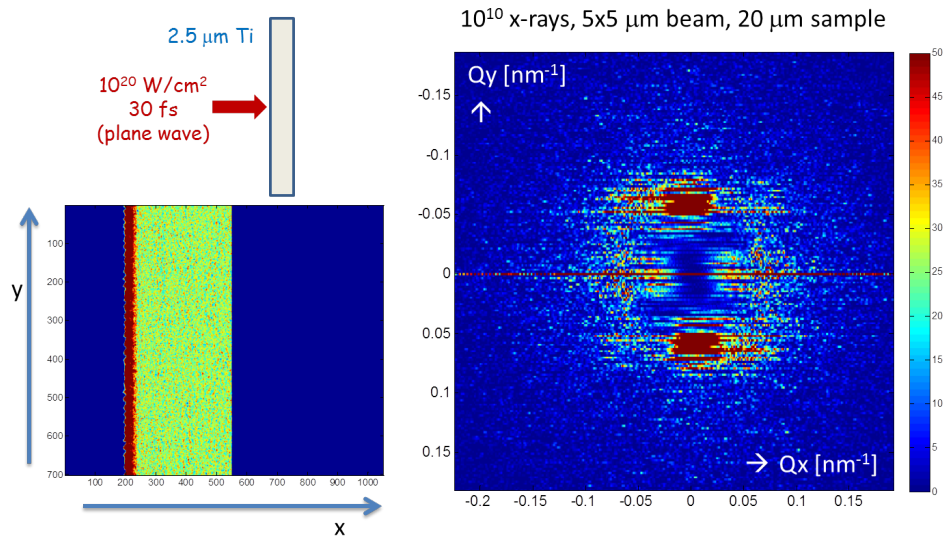 10¹⁰ x-rays, 5x5 μm beam, 20 μm sample
2.5 μm Ti
10²⁰ W/cm²
30 fs
(plane wave)
y
100
200
300
400
500
600
700
100 200 300 400 500 600 700 800 900 1000
x
Qy [nm⁻¹]
↑
-0.15
-0.1
-0.05
0
0.05
0.1
0.15
→ Qx [nm⁻¹]
-0.2 -0.15 -0.1 -0.05 0 0.05 0.1 0.15
50
45
40
35
30
25
20
15
10
5
0